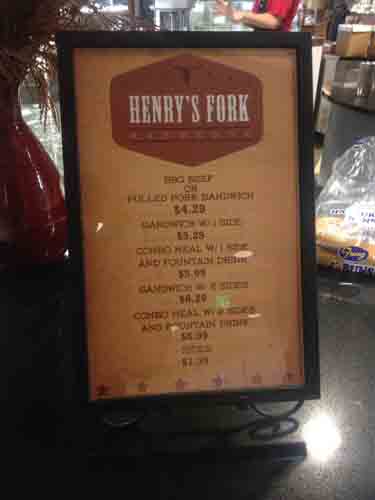 HENRY'S FORK
BBQ BEEF
OR
PULLED PORK SANDWICH
$4.29
SANDWICH W/1 SIDE
$5.29
COMBO MEAL W/1 SIDE
AND FOUNTAIN DRINK
$5.99
SANDWICH W/2 SIDES
$6.29
COMBO MEAL W/2 SIDES
AND FOUNTAIN DRINK
$6.99
SIDES
$1.39
Kroger
BUNS